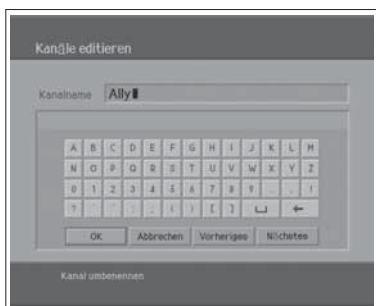 Kanäle editieren
Kanalname Ally
A B C D E F G H I J K L M
N O P Q R S T U V W X Y Z
0 1 2 3 4 5 6 7 8 9 . , !
? ' " : ; ( ) [ ]
OK Abbrechen Vorheriges Nächstes
Kanal umbenennen